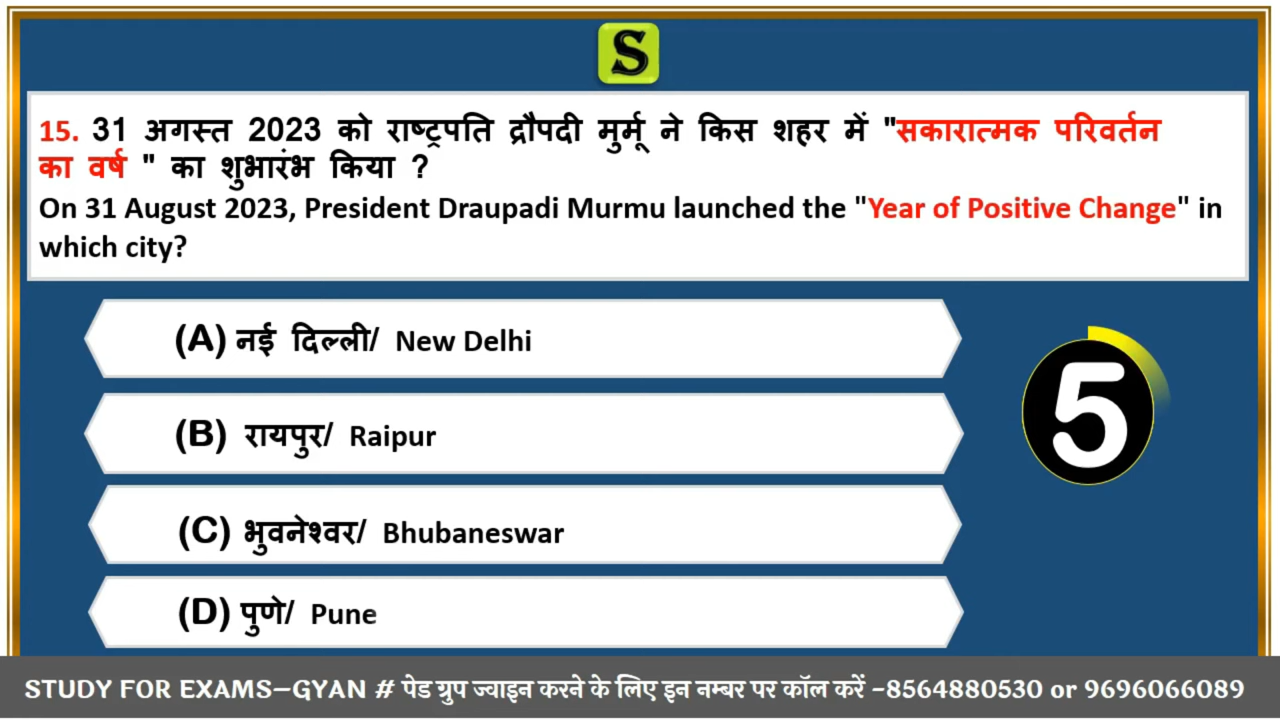 S
15. 31 अगस्त 2023 को राष्ट्रपति द्रौपदी मुर्मू ने किस शहर में "सकारात्मक परिवर्तन
का वर्ष " का शुभारंभ किया ?
On 31 August 2023, President Draupadi Murmu launched the "Year of Positive Change" in
which city?
(A) नई दिल्ली/ New Delhi
(B) रायपुर/ Raipur
5
(C) भुवनेश्वर/ Bhubaneswar
(D) पुणे/ Pune
STUDY FOR EXAMS–GYAN # पेड ग्रुप ज्वाइन करने के लिए इन नम्बर पर कॉल करें –8564880530 or 9696066089